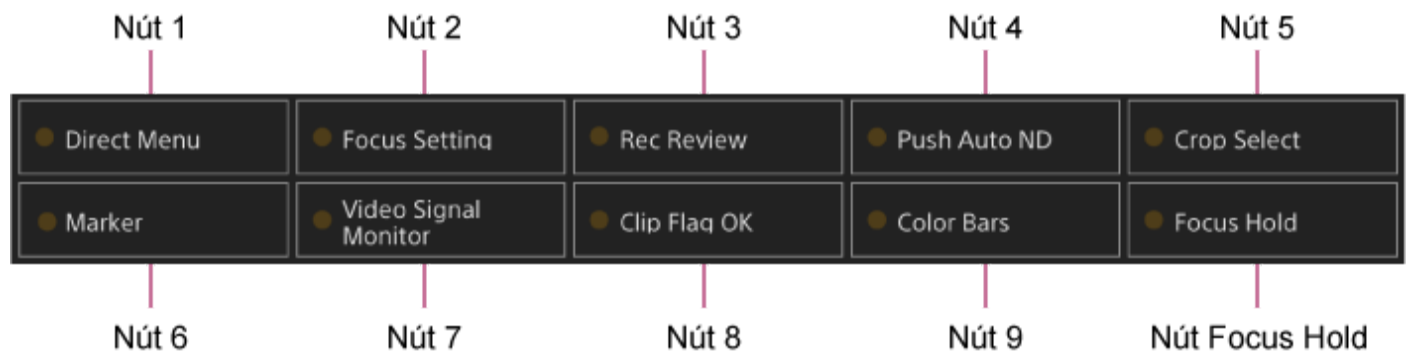 Nút 1 Nút 2 Nút 3 Nút 4 Nút 5
Direct Menu Focus Setting Rec Review Push Auto ND Crop Select
Marker Video Signal Monitor Clip Flag OK Color Bars Focus Hold
Nút 6 Nút 7 Nút 8 Nút 9 Nút Focus Hold